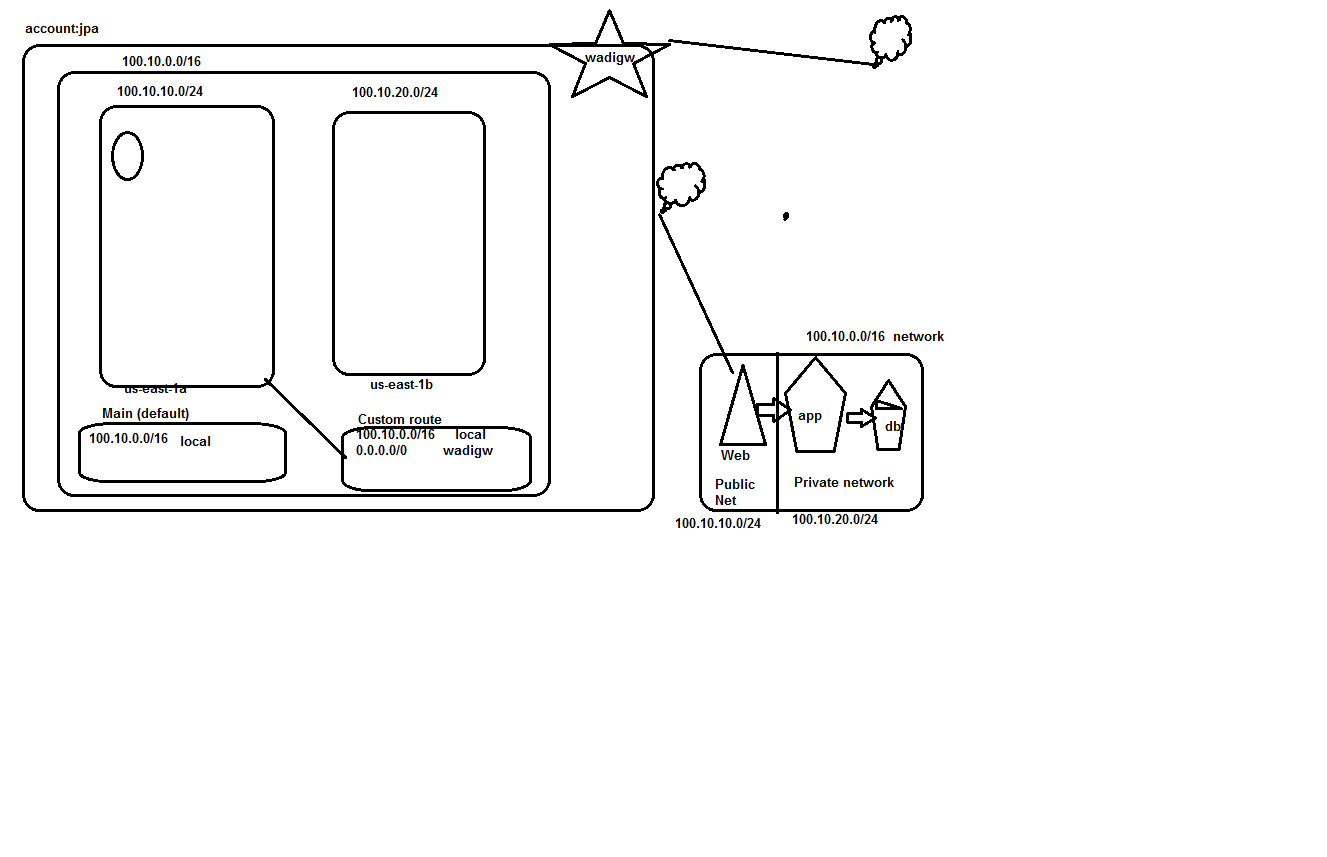 account:jpa
wadigw
100.10.0.0/16
100.10.10.0/24
100.10.20.0/24
us-east-1a
us-east-1b
Main (default)
100.10.0.0/16 local
Custom route
100.10.0.0/16 local
0.0.0.0/0 wadigw
100.10.0.0/16 network
app
db
Web
Public
Net
Private network
100.10.10.0/24
100.10.20.0/24